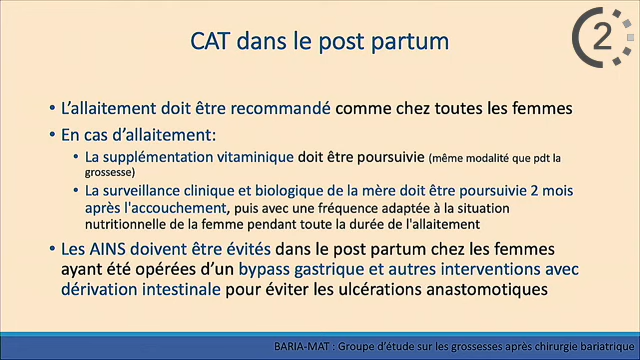 CAT dans le post partum
2
• L'allaitement doit être recommandé comme chez toutes les femmes
• En cas d'allaitement:
• La supplémentation vitaminique doit être poursuivie (même modalité que pdt la
grossesse)
• La surveillance clinique et biologique de la mère doit être poursuivie 2 mois
après l'accouchement, puis avec une fréquence adaptée à la situation
nutritionnelle de la femme pendant toute la durée de l'allaitement
• Les AINS doivent être évités dans le post partum chez les femmes
ayant été opérées d'un bypass gastrique et autres interventions avec
dérivation intestinale pour éviter les ulcérations anastomotiques
BARIA-MAT : Groupe d'étude sur les grossesses après chirurgie bariatrique